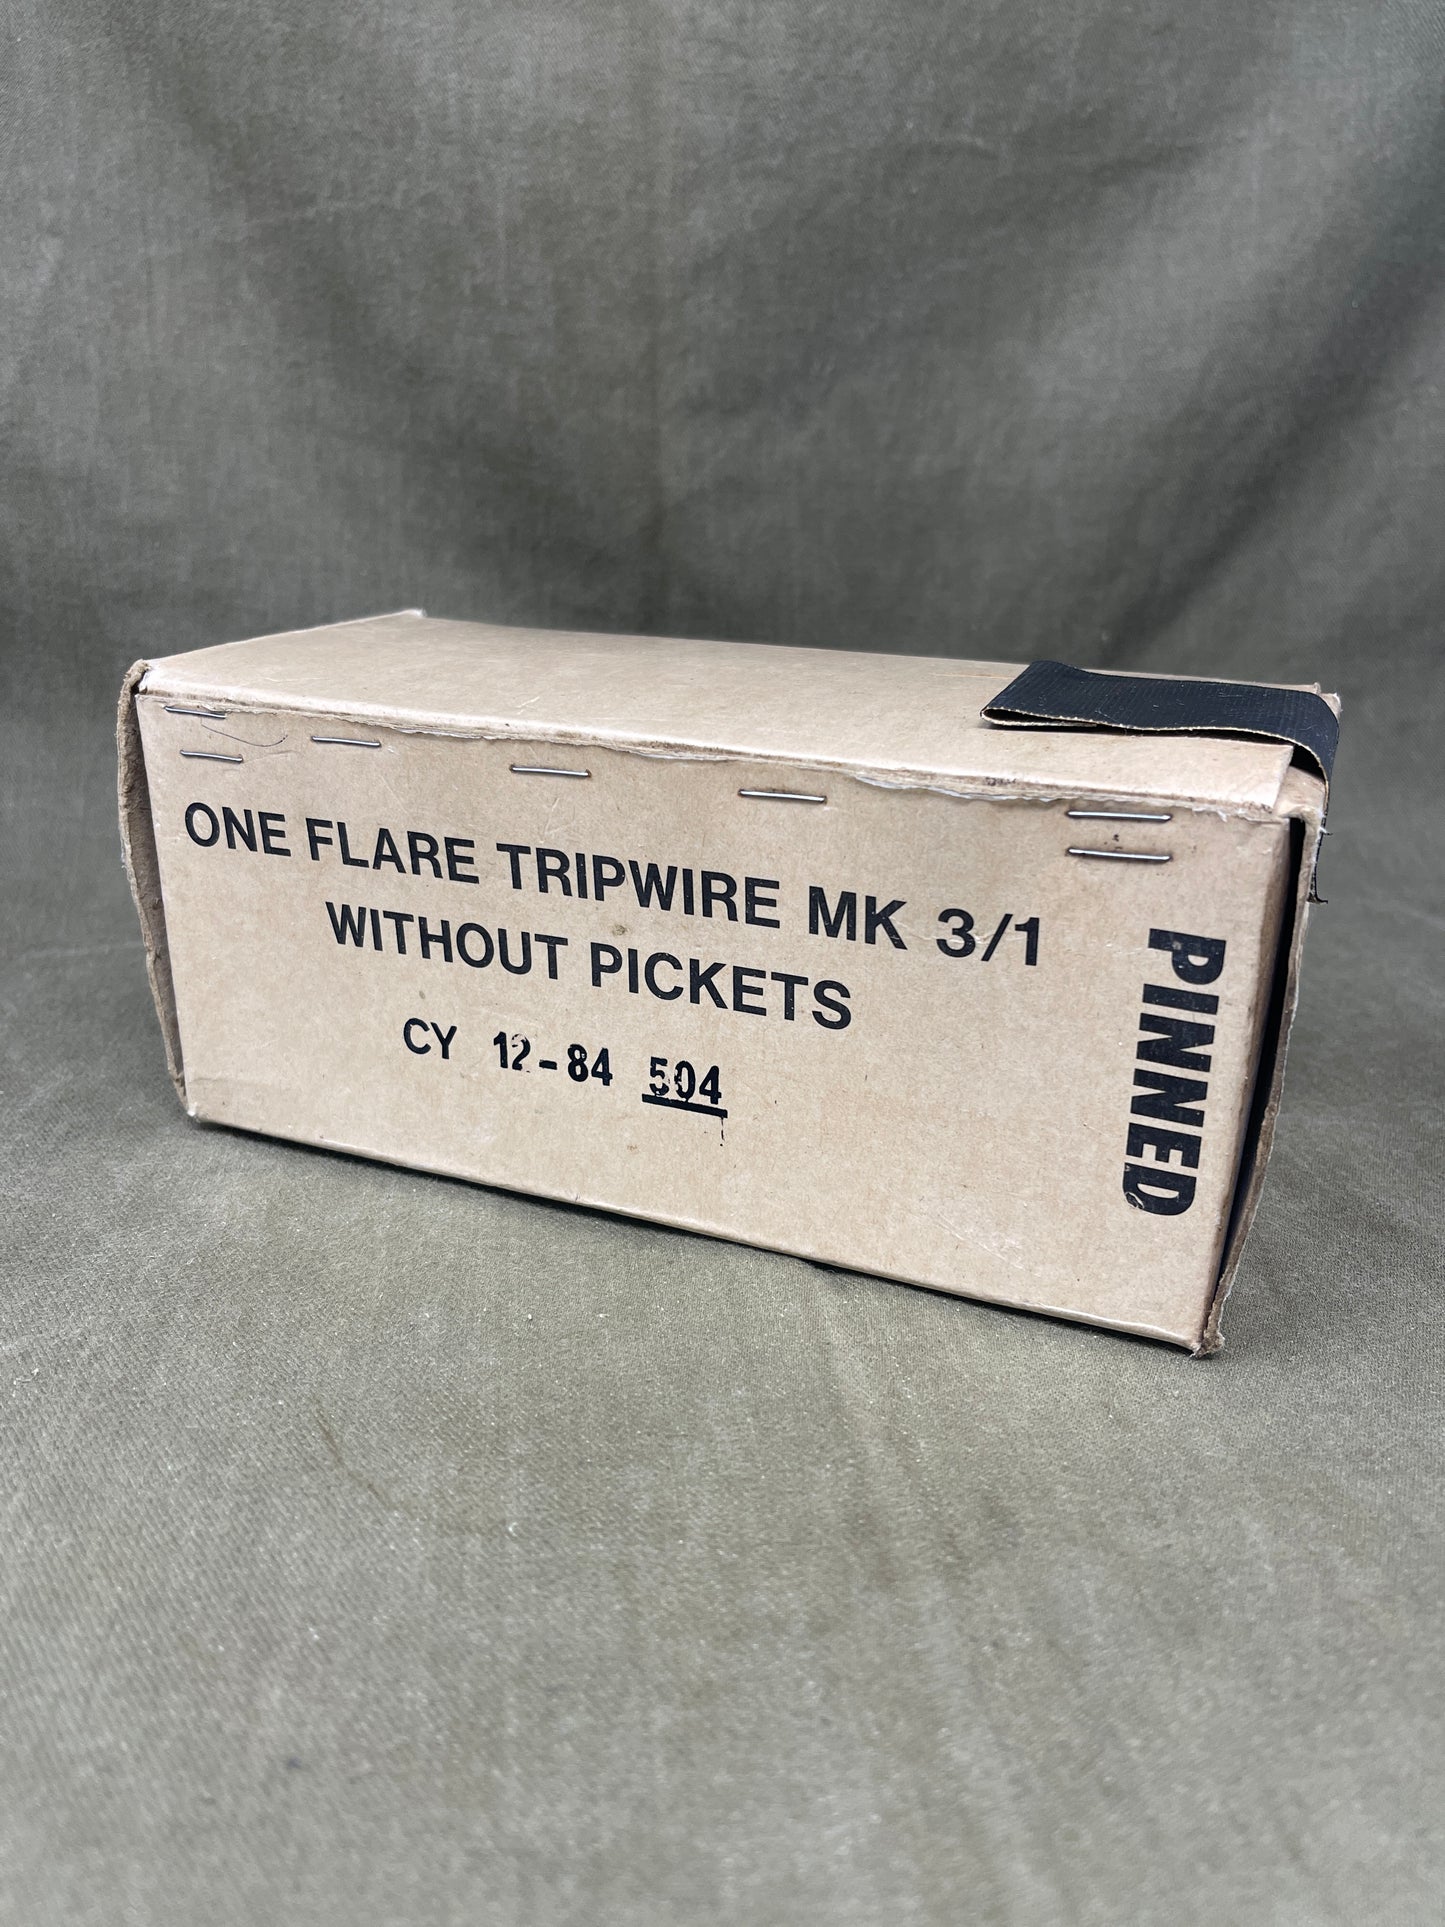 ONE FLARE TRIPWIRE MK 3/1
WITHOUT PICKETS
CY 12-84 504
PINNED